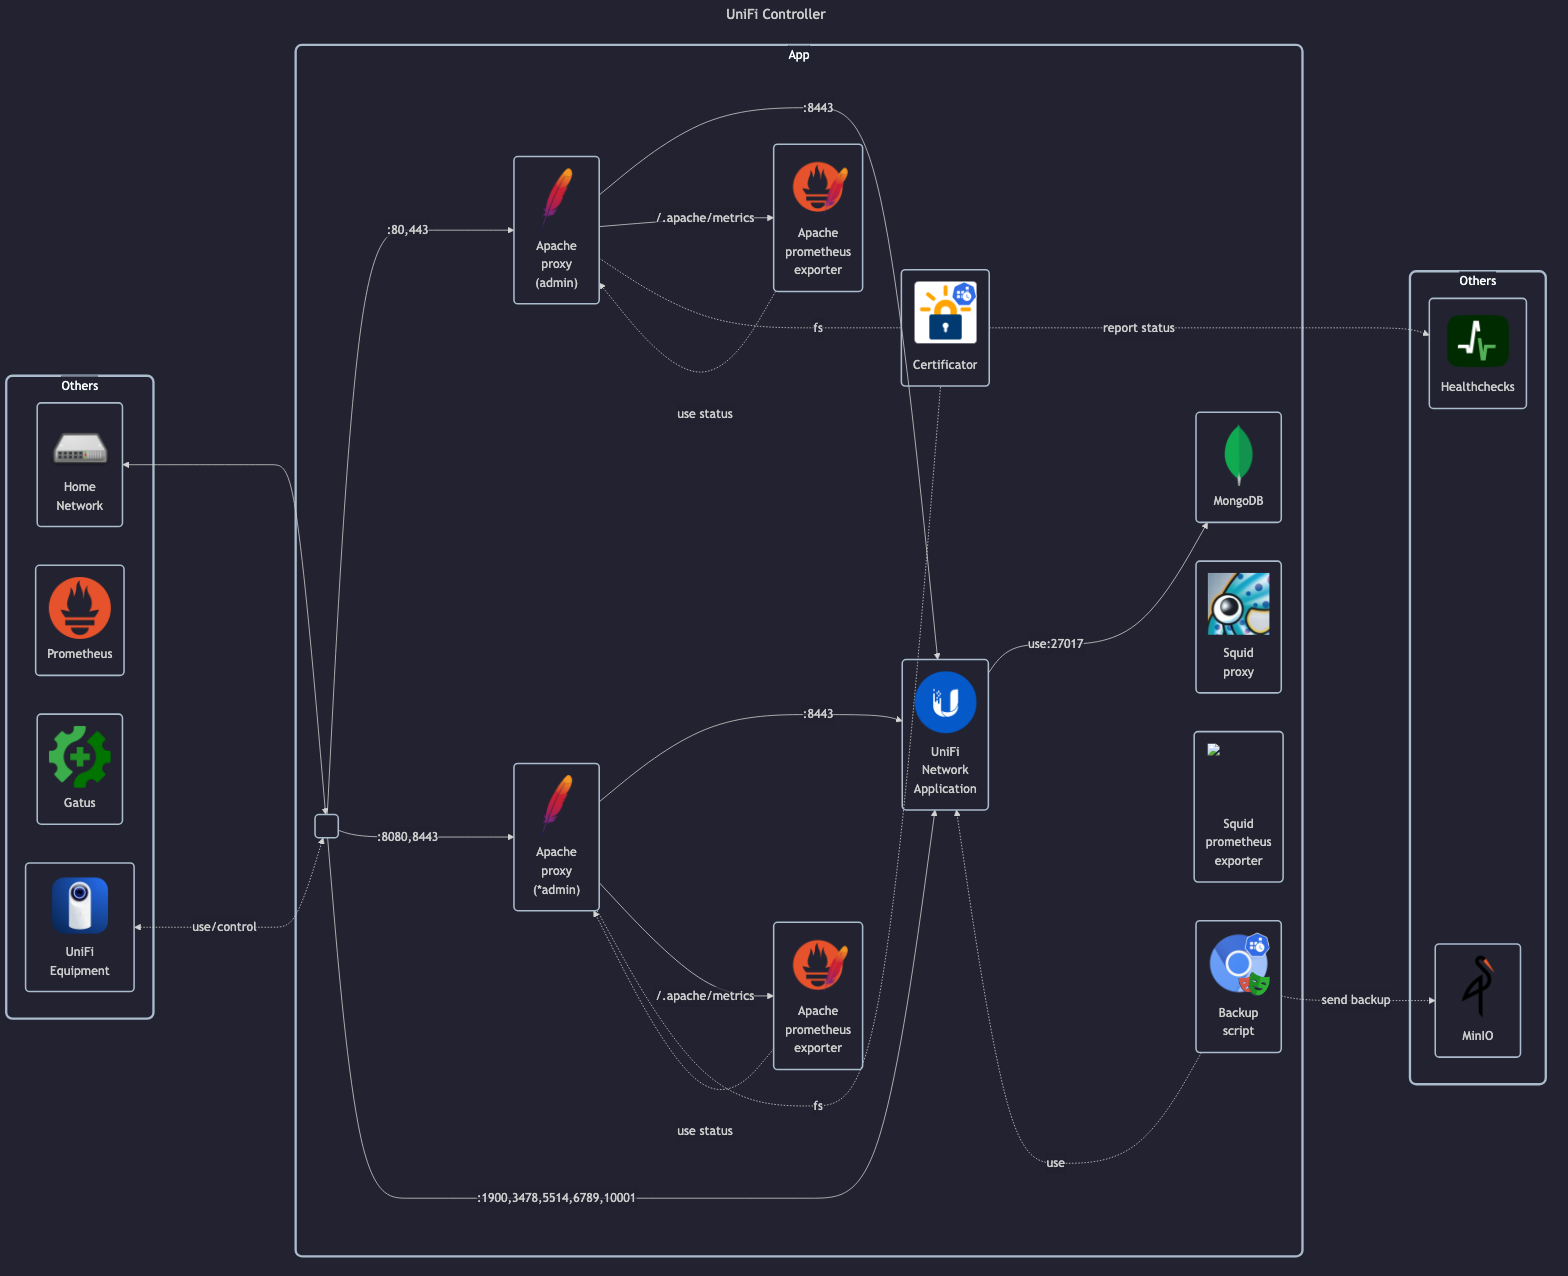 UniFi Controller
App
:8443
:80,443
Apache
proxy
(admin)
/.apache/metrics
Apache
prometheus
exporter
fs
Certificator
report status
use status
Others
Healthchecks
Others
Home
Network
Prometheus
Gatus
UniFi
Equipment
use/control
MongoDB
use:27017
Squid
proxy
:8443
UniFi
Network
Application
:8080,8443
Apache
proxy
(*admin)
Squid
prometheus
exporter
/.apache/metrics
Apache
prometheus
exporter
fs
use status
Backup
script
send backup
MinIO
use
:1900,3478,5514,6789,10001